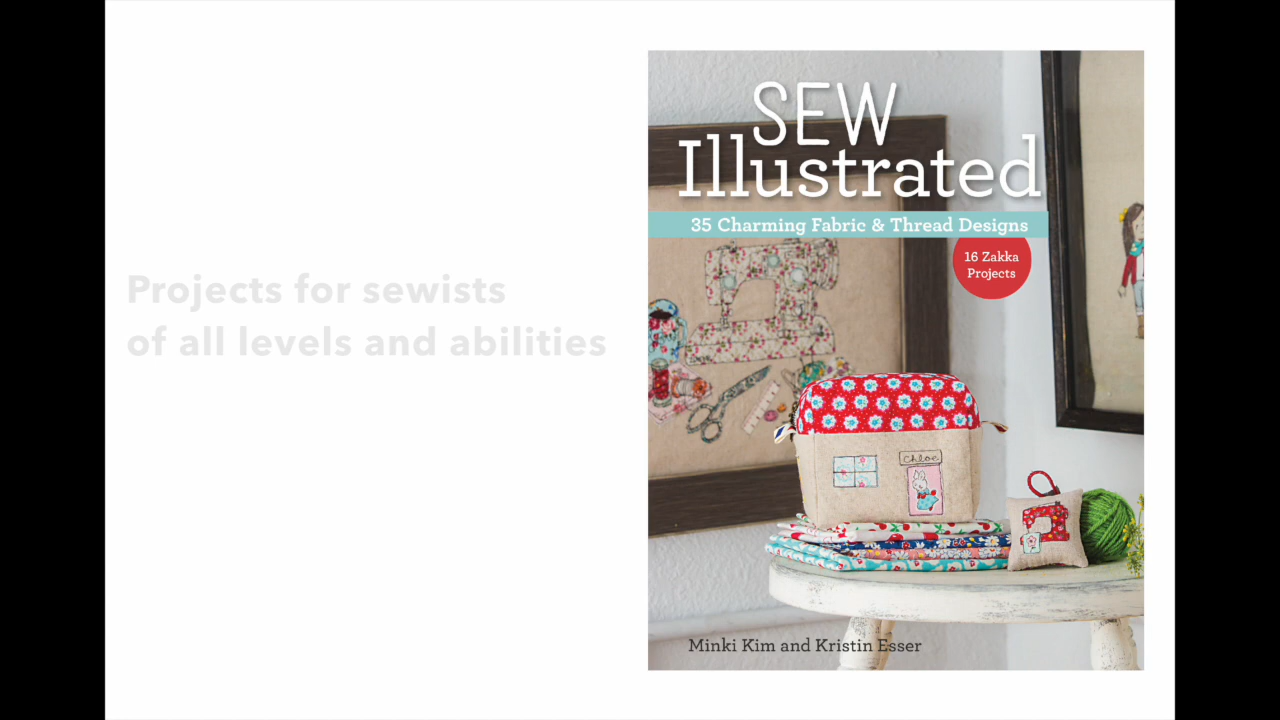 Projects for sewists
of all levels and abilities
SEW
Illustrated
35 Charming Fabric & Thread Designs
16 Zakka
Projects
Chloe
Minki Kim and Kristin Esser